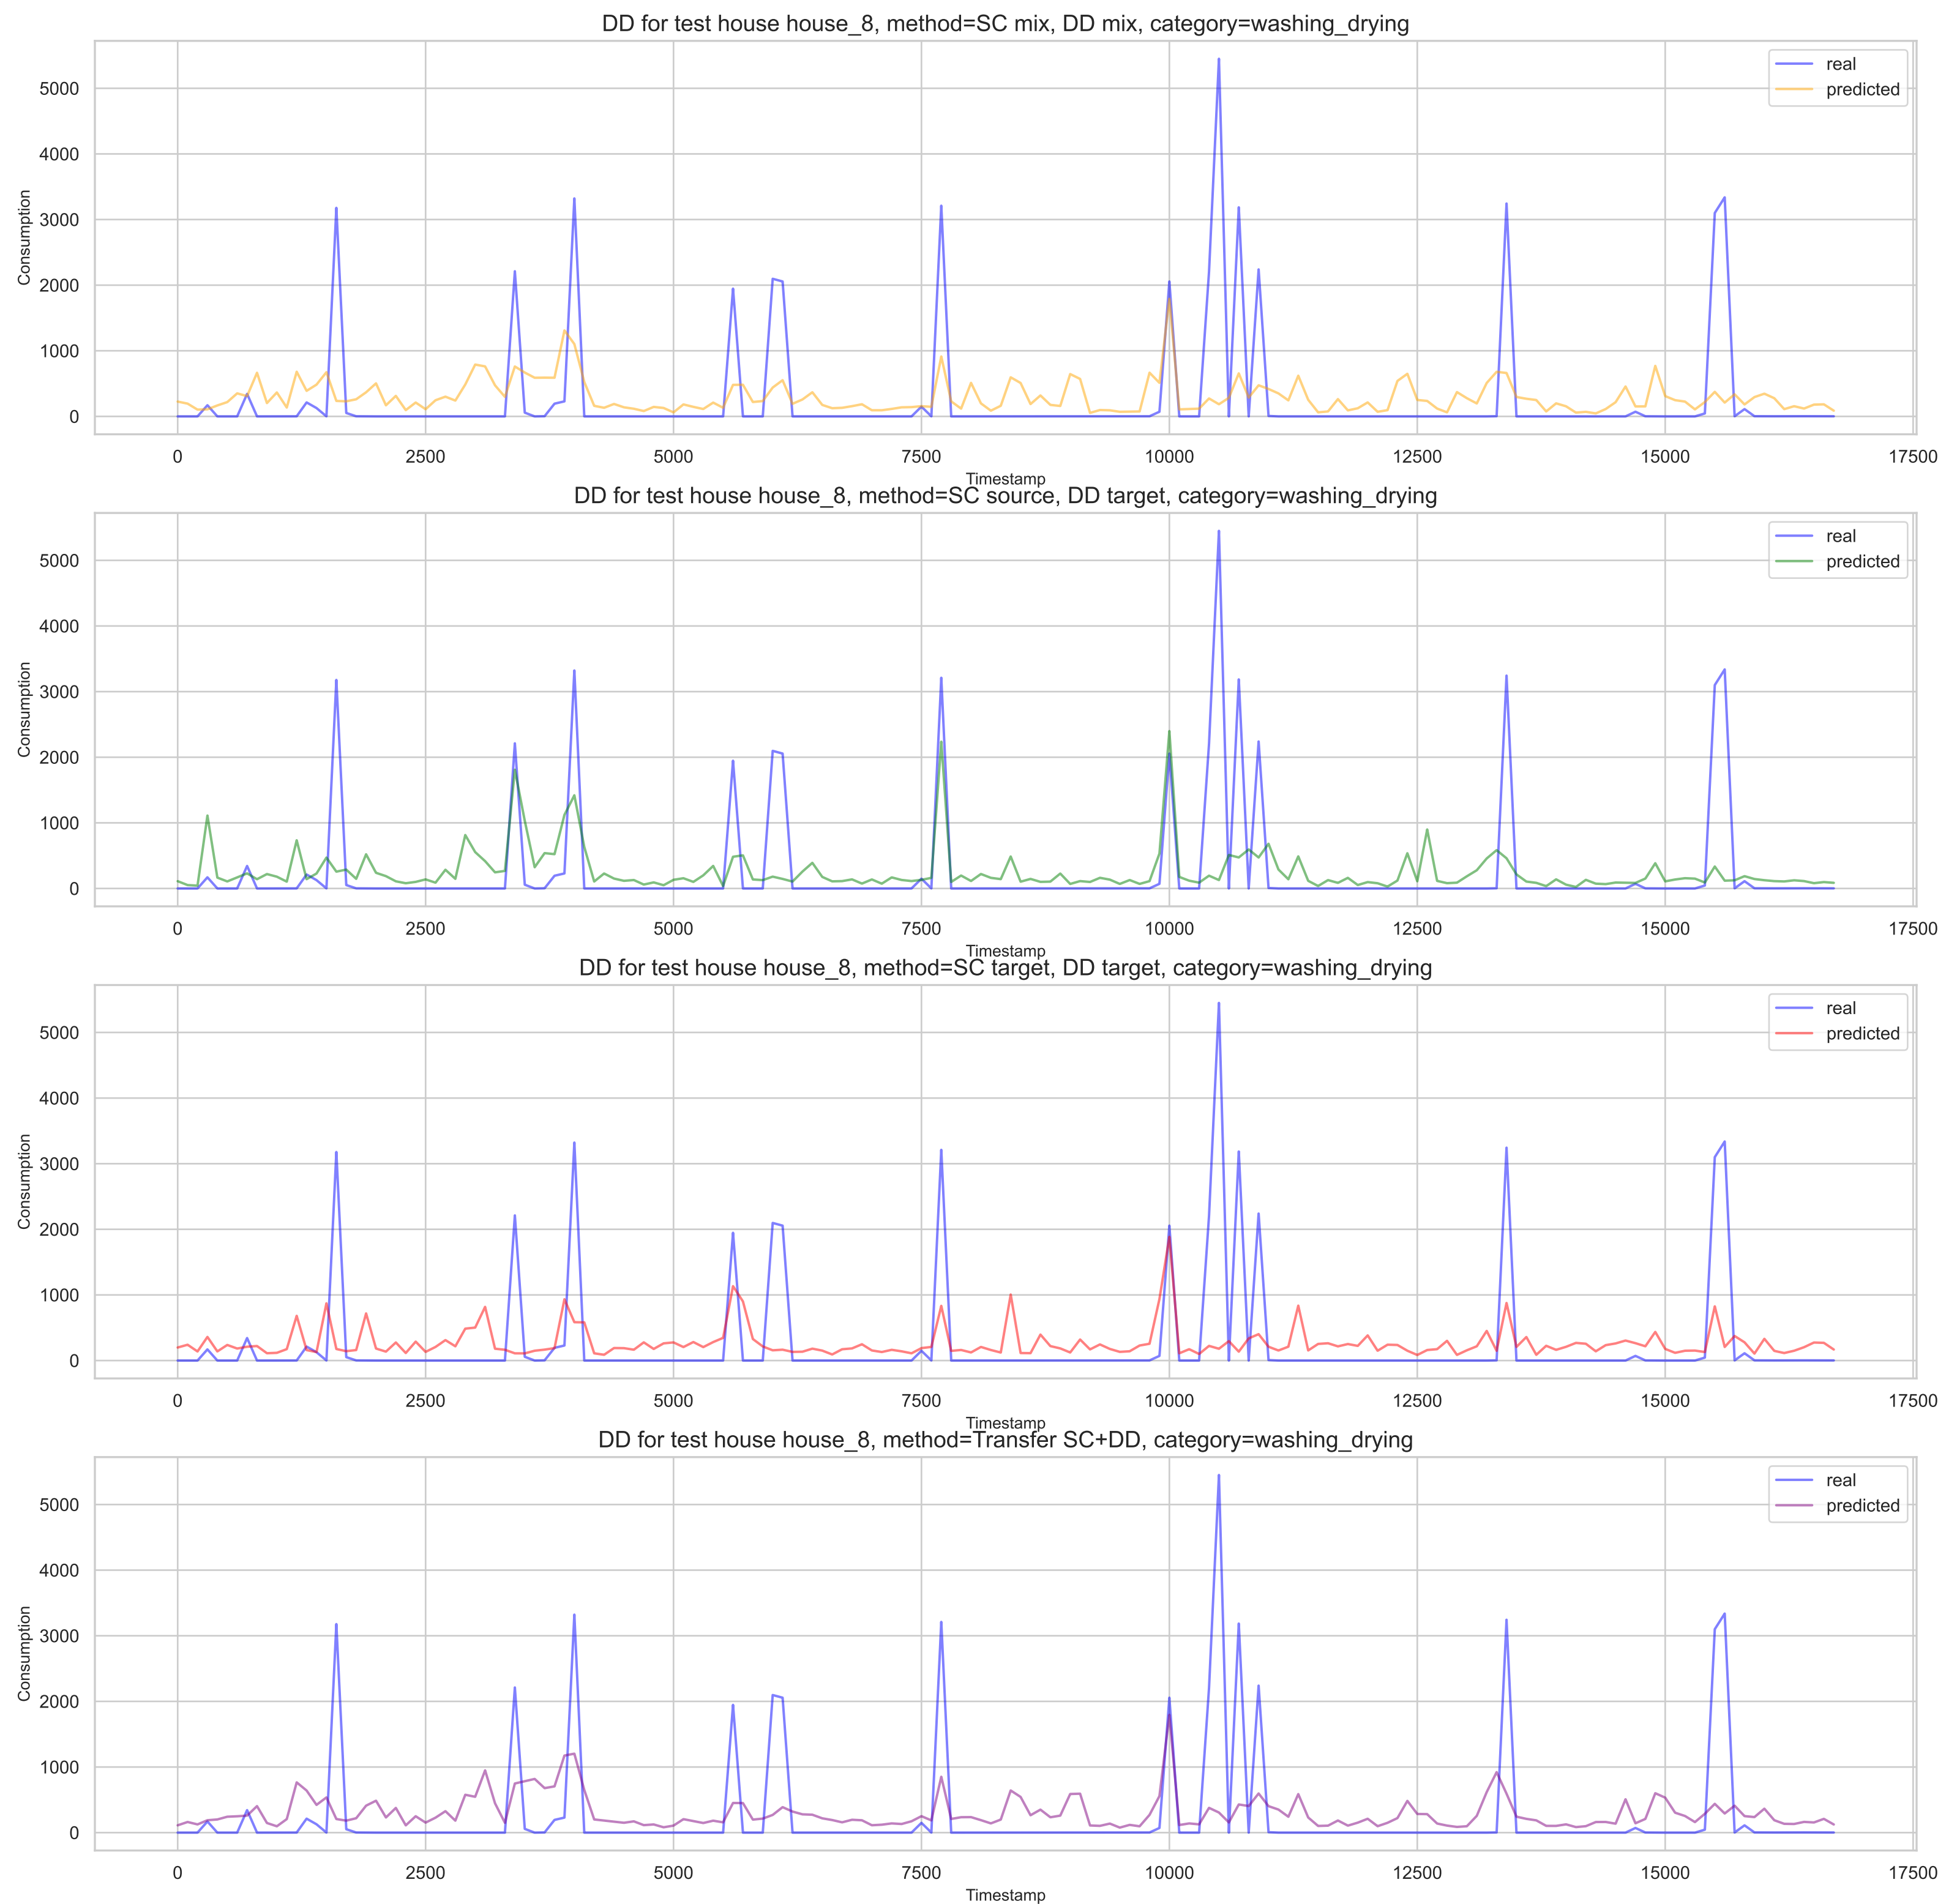 DD for test house house_8, method=SC mix, DD mix, category=washing_drying
real
predicted
5000
4000
3000
2000
1000
0
Consumption
0 2500 5000 7500 10000 12500 15000 17500
Timestamp
DD for test house house_8, method=SC source, DD target, category=washing_drying
real
predicted
5000
4000
3000
2000
1000
0
Consumption
0 2500 5000 7500 10000 12500 15000 17500
Timestamp
DD for test house house_8, method=SC target, DD target, category=washing_drying
real
predicted
5000
4000
3000
2000
1000
0
Consumption
0 2500 5000 7500 10000 12500 15000 17500
Timestamp
DD for test house house_8, method=Transfer SC+DD, category=washing_drying
real
predicted
5000
4000
3000
2000
1000
0
Consumption
0 2500 5000 7500 10000 12500 15000 17500
Timestamp